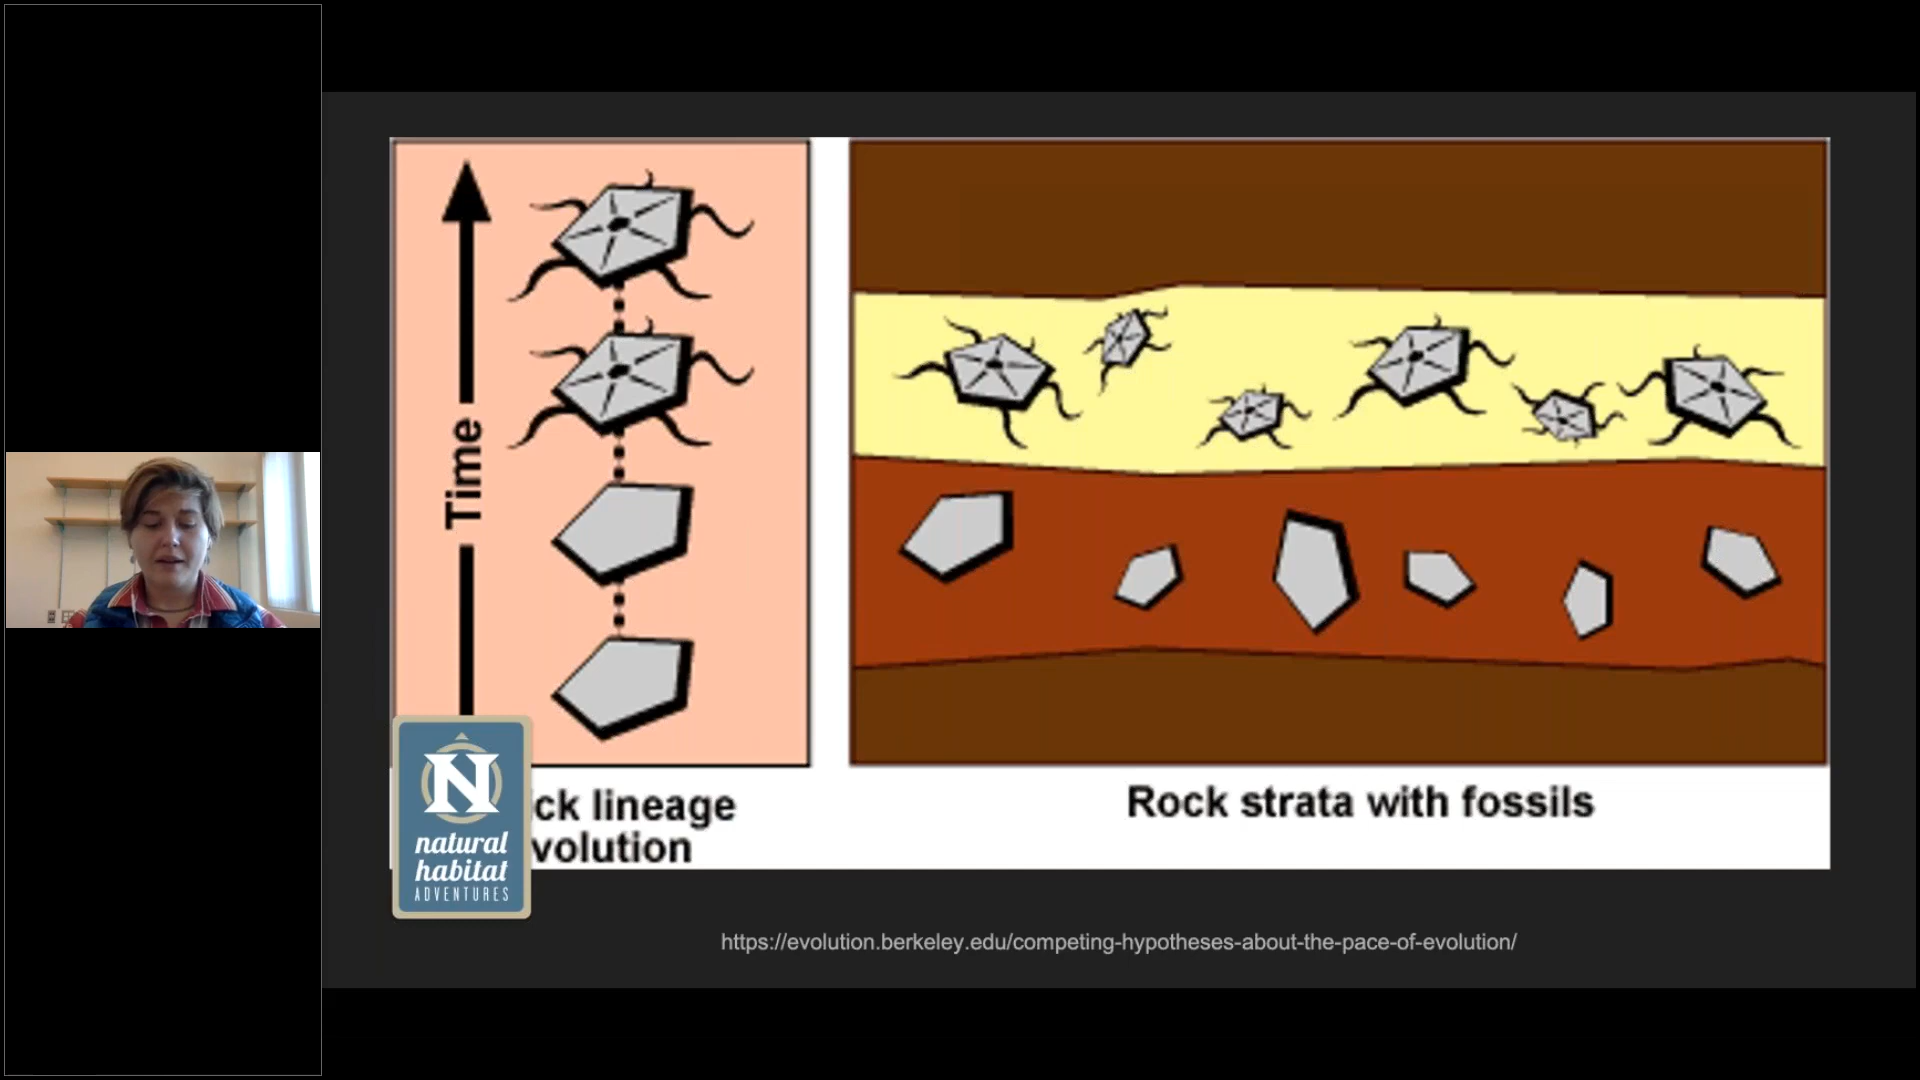 Time
ck lineage
volution
Rock strata with fossils
N
natural
habitat
ADVENTURES
https://evolution.berkeley.edu/competing-hypotheses-about-the-pace-of-evolution/